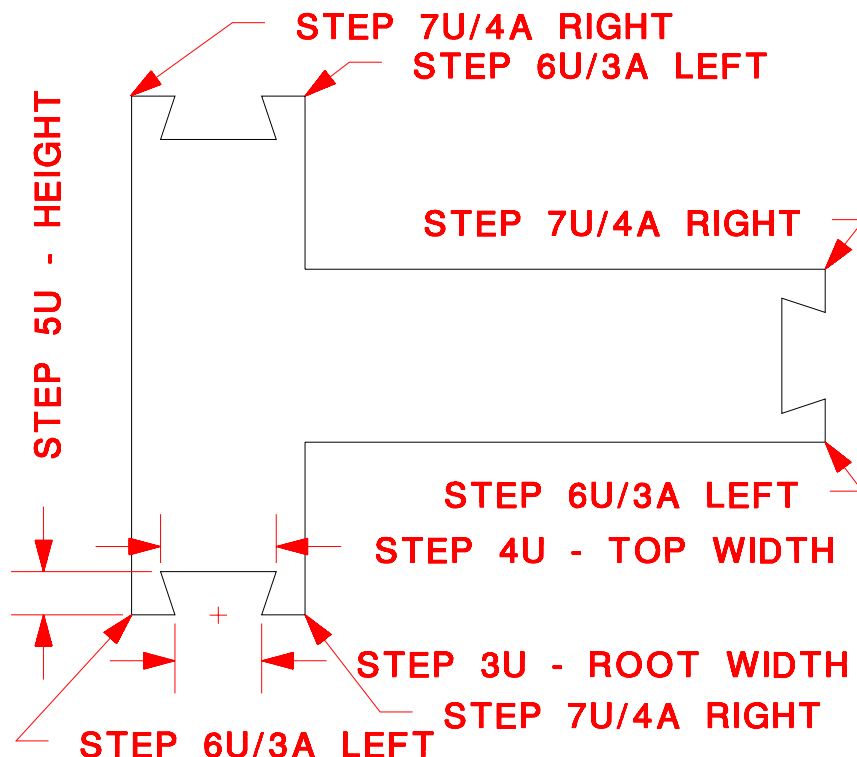 STEP 7U/4A RIGHT
STEP 6U/3A LEFT
STEP 5U - HEIGHT
STEP 7U/4A RIGHT
STEP 6U/3A LEFT
STEP 4U - TOP WIDTH
STEP 3U - ROOT WIDTH
STEP 7U/4A RIGHT
STEP 6U/3A LEFT